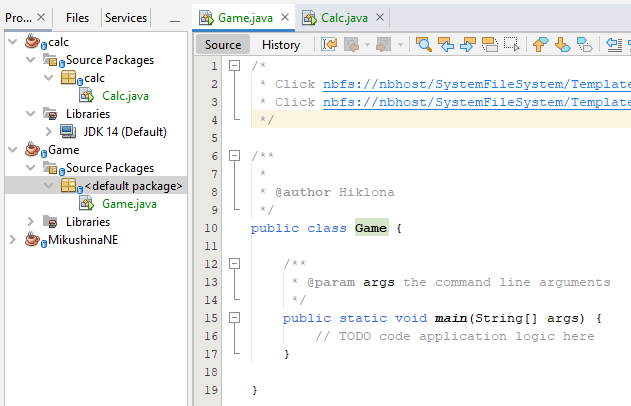 Pro... × Files Services
calc
Source Packages
calc
Calc.java
Libraries
JDK 14 (Default)
Game
Source Packages
<default package>
Game.java
Libraries
MikushinaNE
Game.java × Calc.java ×
Source History
1 /*
2 * Click nbfs://nbhost/SystemFileSystem/Template
3 * Click nbfs://nbhost/SystemFileSystem/Template
4 */
5
6 /**
7 *
8 * @author Hiklona
9 */
10 public class Game {
11
12 /**
13 * @param args the command line arguments
14 */
15 public static void main(String[] args) {
16 // TODO code application logic here
17 }
18
19 }